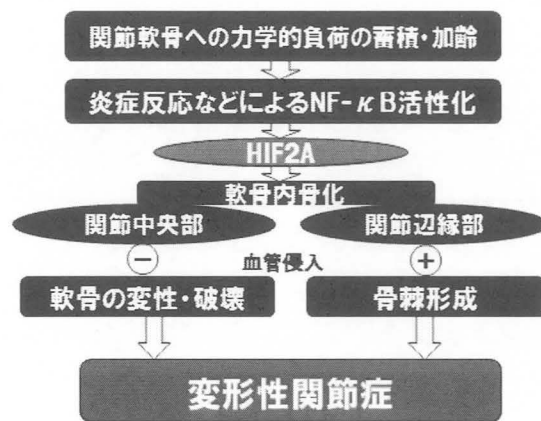 関節軟骨への力学的負荷の蓄積・加齢
炎症反応などによるNF-κB活性化
HIF2A
軟骨内骨化
関節中央部
関節辺縁部
−
血管侵入
+
軟骨の変性・破壊
骨棘形成
変形性関節症